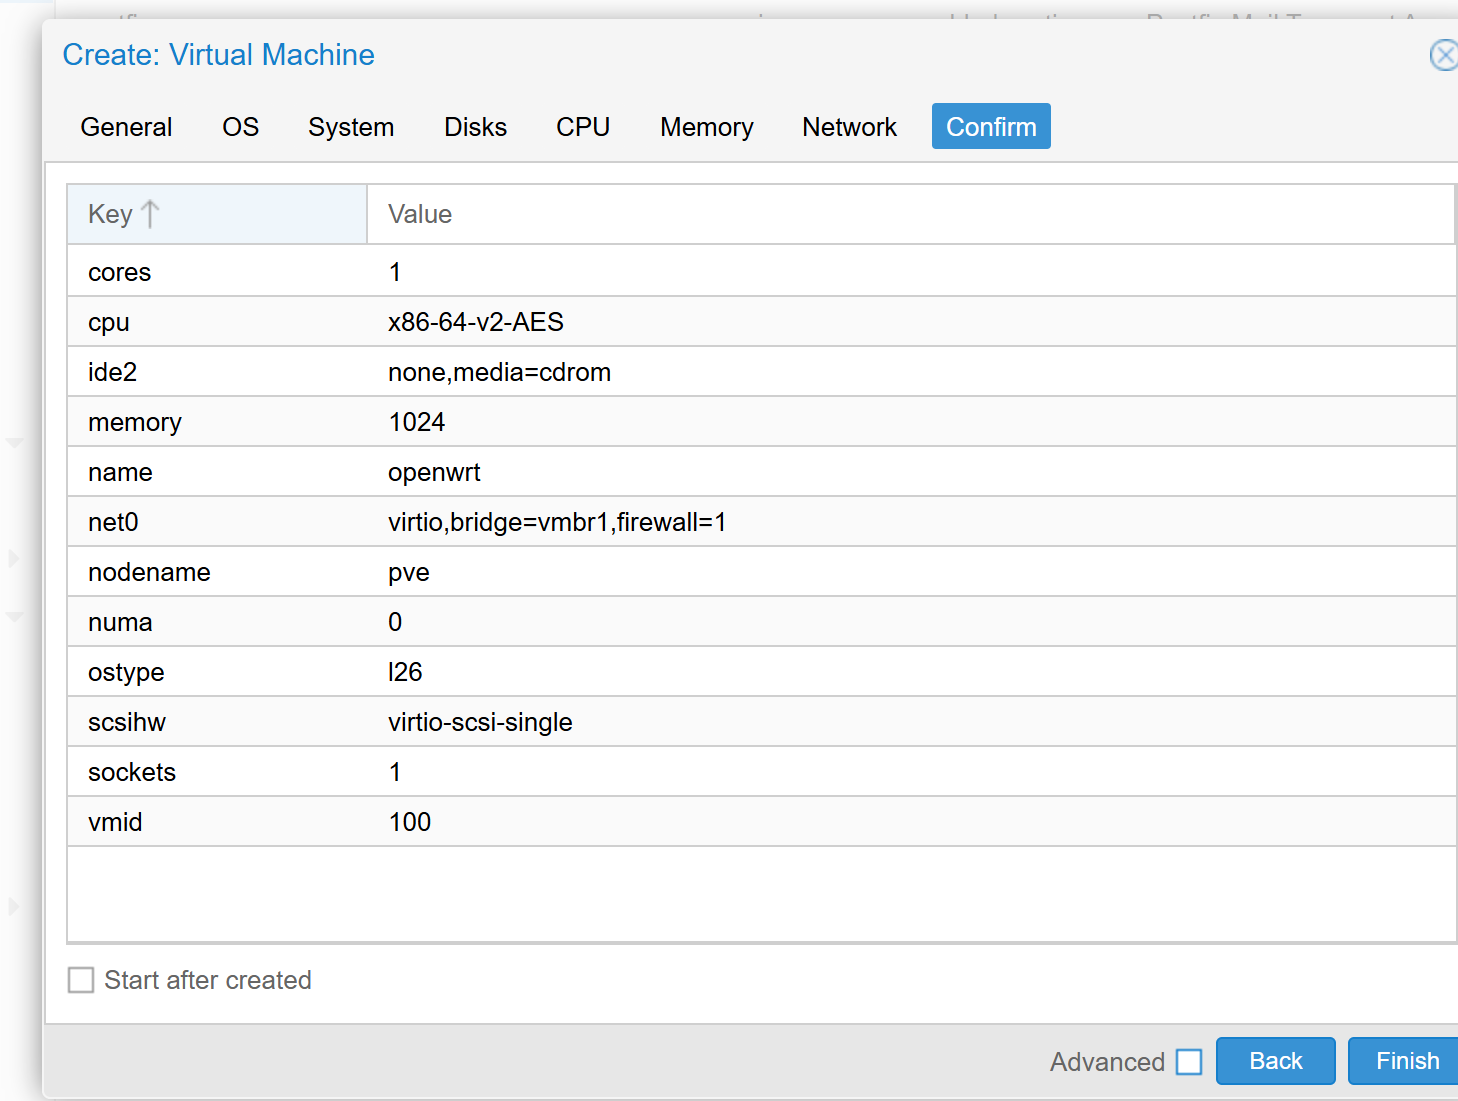 Create: Virtual Machine
General OS System Disks CPU Memory Network Confirm
Key Value
cores 1
cpu x86-64-v2-AES
ide2 none,media=cdrom
memory 1024
name openwrt
net0 virtio,bridge=vmbr1,firewall=1
nodename pve
numa 0
ostype l26
scsihw virtio-scsi-single
sockets 1
vmid 100
Start after created
Advanced Back Finish